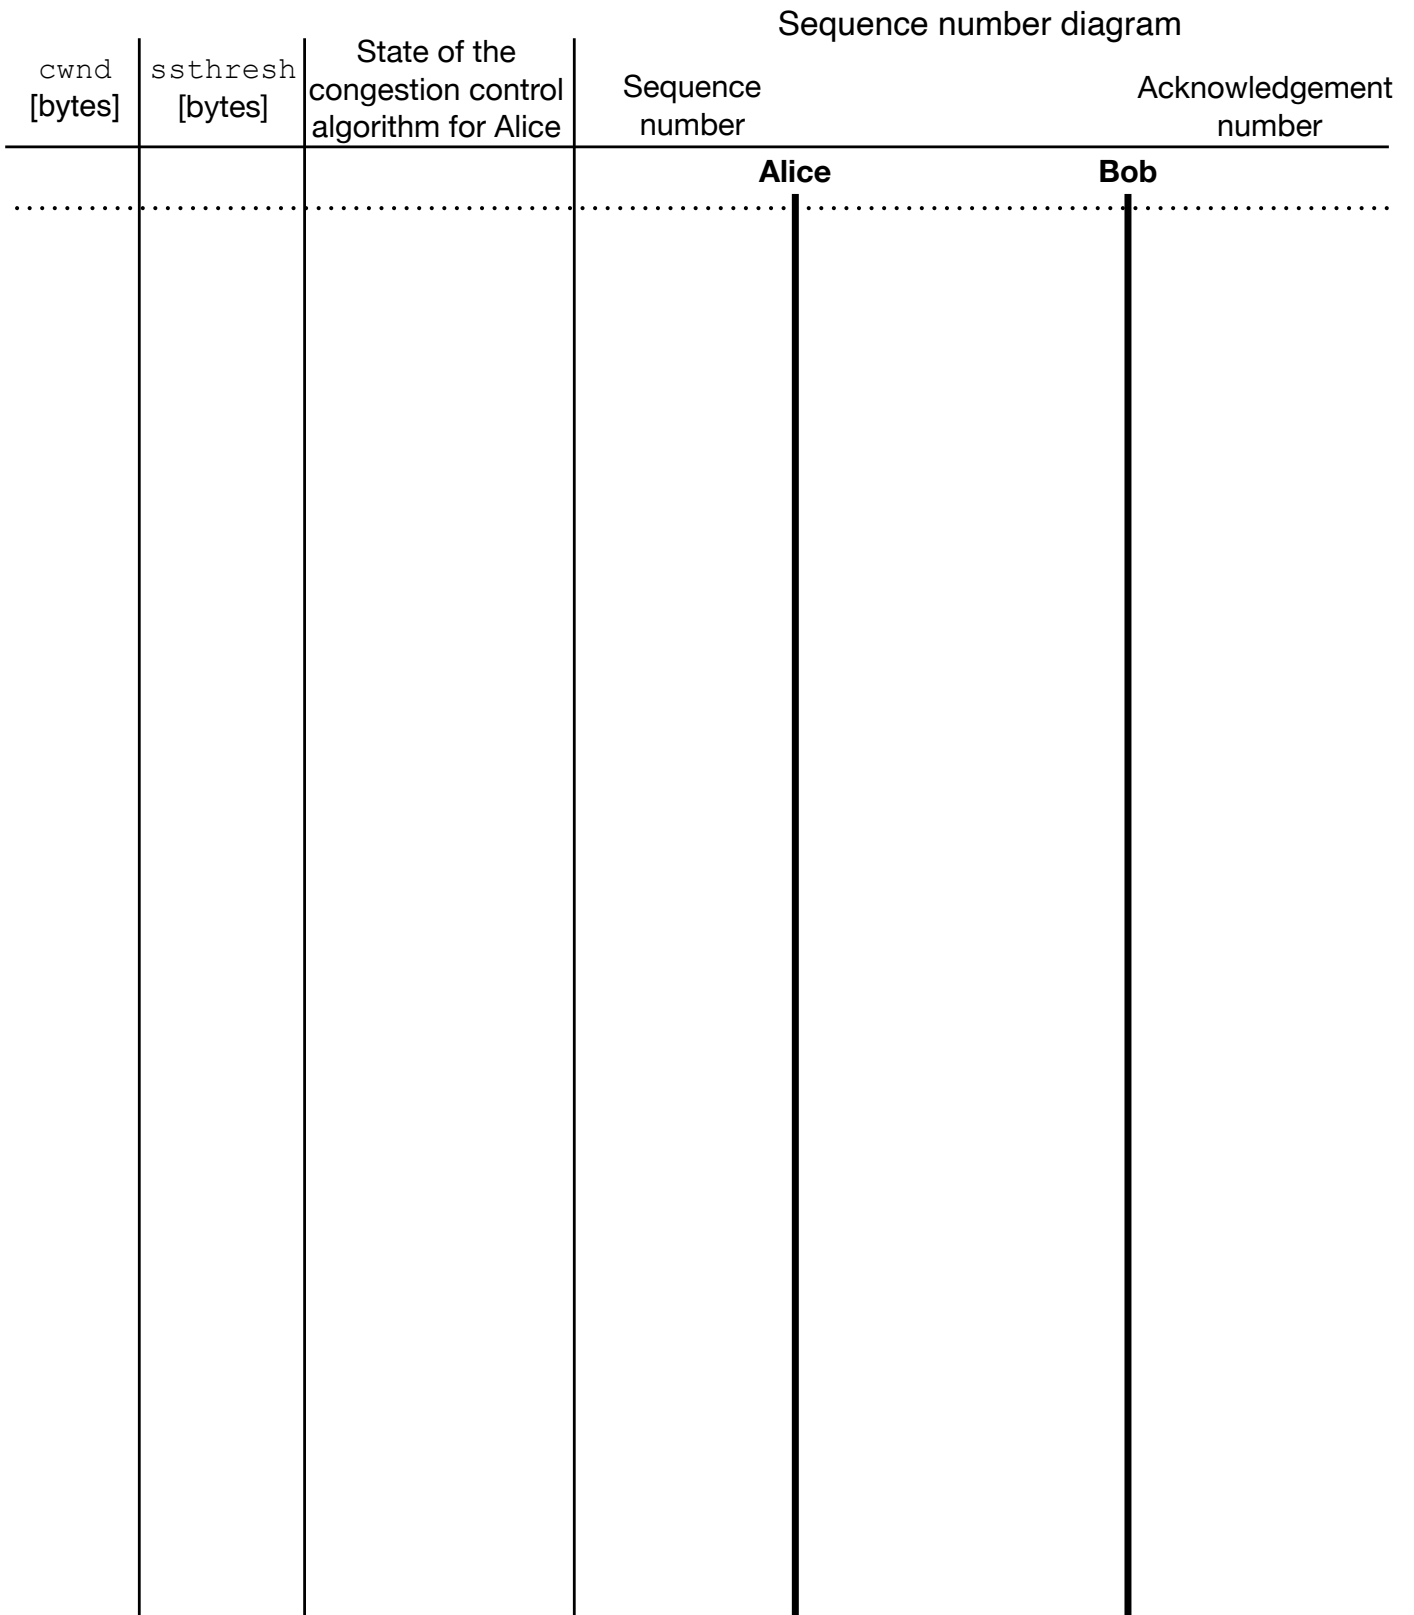 Sequence number diagram
cwnd
[bytes]
ssthresh
[bytes]
State of the
congestion control
algorithm for Alice
Sequence
number
Acknowledgement
number
Alice
Bob